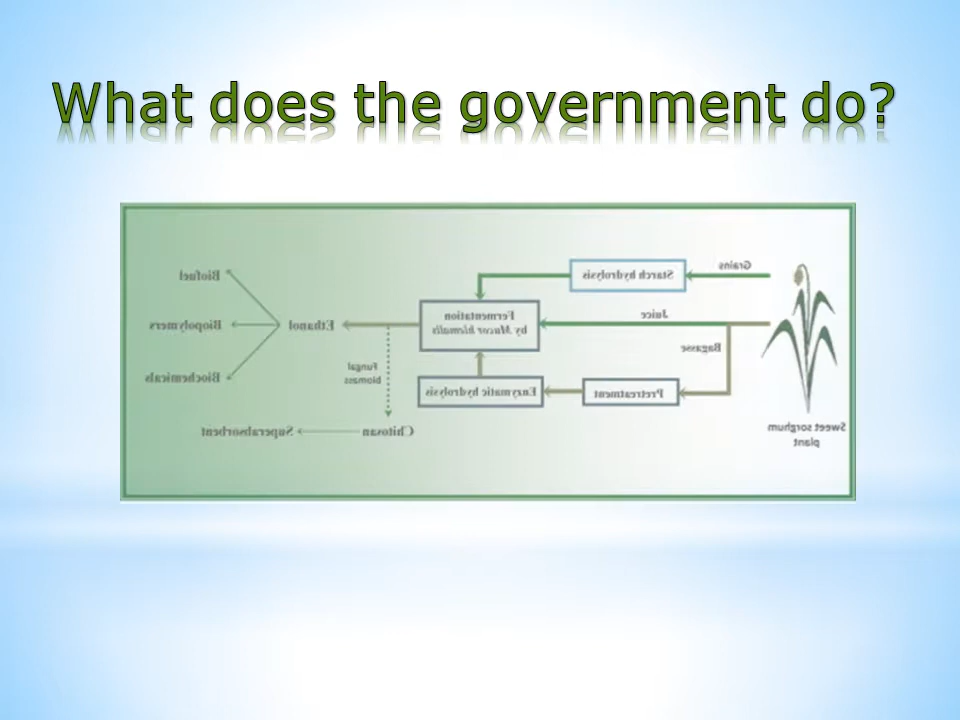 What does the government do?
Grains
Starch hydrolysis
Biofuel
Fermentation
by Mucor hiemalis
Juice
Ethanol
Biopolymers
Bagasse
Fungal
biomass
Biochemicals
Pretreatment
Enzymatic hydrolysis
Sweet sorghum
plant
Chitosan
Superabsorbent